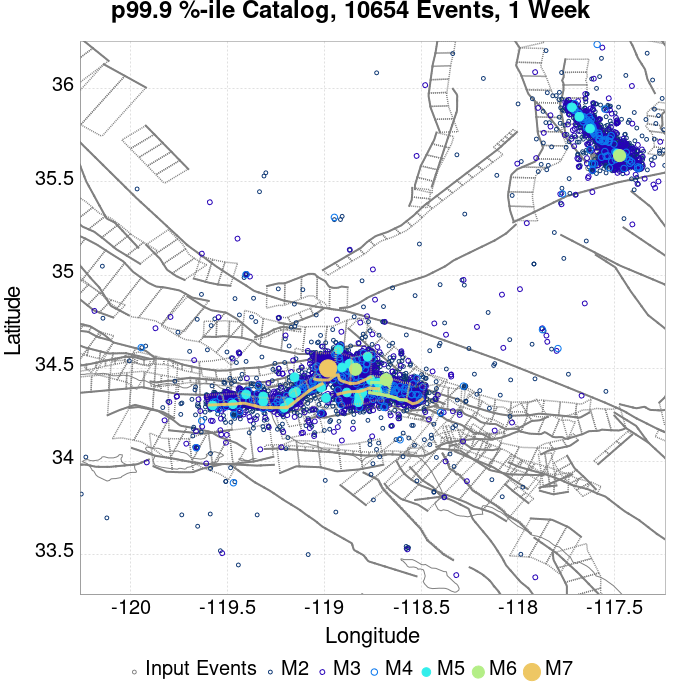 p99.9 %-ile Catalog, 10654 Events, 1 Week
36
35.5
35
34.5
34
33.5
Latitude
-120 -119.5 -119 -118.5 -118 -117.5
Longitude
Input Events M2 M3 M4 M5 M6 M7